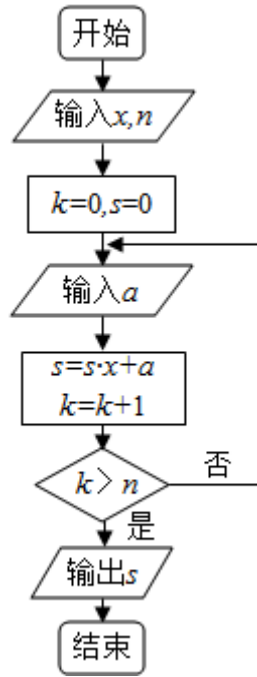 开始
输入x,n
k=0,s=0
输入a
s=s·x+a
k=k+1
k>n
否
是
输出s
结束